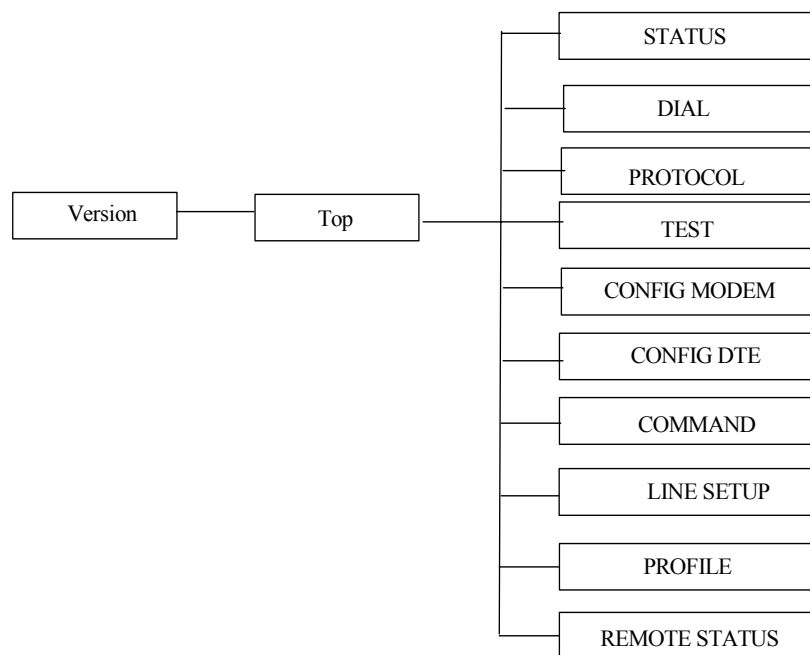 STATUS
DIAL
PROTOCOL
Version
Top
TEST
CONFIG MODEM
CONFIG DTE
COMMAND
LINE SETUP
PROFILE
REMOTE STATUS